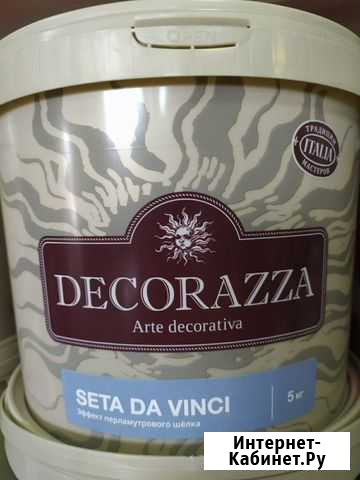 OPEN
ТРАДИЦИИ
ITALIA
МАСТЕРОВ
DECORAZZA
Arte decorativa
SETA DA VINCI
эффект перламутрового шёлка
5 кг
Интернет-
Кабинет.Ру